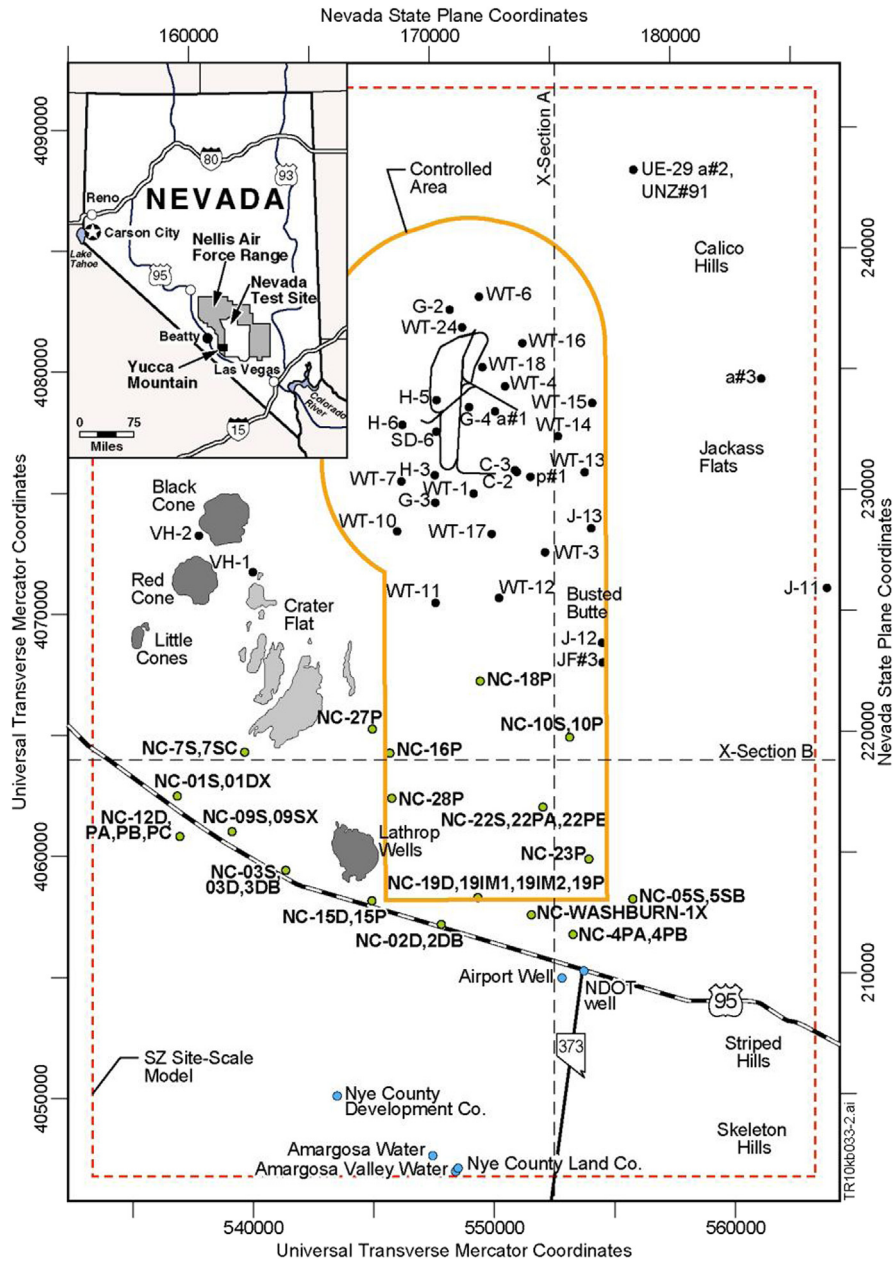 Nevada State Plane Coordinates
160000
170000
180000
4090000
4080000
4070000
4060000
4050000
Universal Transverse Mercator Coordinates
240000
230000
220000
210000
Nevada State Plane Coordinates
80
93
Reno
NEVADA
Carson City
Lake
Tahoe
Nellis Air
Force Range
95
Nevada
Test Site
Beatty
Yucca
Mountain
Las Vegas
Colorado
River
15
0 75
Miles
Controlled
Area
X-Section A
UE-29 a#2,
UNZ#91
Calico
Hills
WT-6
G-2
WT-24
WT-16
WT-18
WT-4
a#3
H-5
WT-15
G-4 a#1
H-6
SD-6
WT-14
Jackass
Flats
H-3
C-3
WT-13
WT-7
C-2
p#1
WT-1
G-3
WT-10
WT-17
J-13
WT-3
WT-11
WT-12
J-11
Busted
Butte
J-12
JF#3
Black
Cone
VH-2
VH-1
Red
Cone
Crater
Flat
Little
Cones
NC-18P
NC-27P
NC-10S,10P
NC-7S,7SC
NC-16P
X-Section B
NC-01S,01DX
NC-28P
NC-12D,
PA,PB,PC
NC-09S,09SX
NC-22S,22PA,22PE
Lathrop
Wells
NC-23P
NC-03S
03D,3DB
NC-19D,19IM1,19IM2,19P
NC-05S,5SB
NC-15D,15P
NC-WASHBURN-1X
NC-02D,2DB
NC-4PA,4PB
Airport Well
NDOT
well
95
373
Striped
Hills
SZ Site-Scale
Model
Nye County
Development Co.
Skeleton
Hills
Amargosa Water
Nye County Land Co.
Amargosa Valley Water
TR10kb033-2.ai
540000
550000
560000
Universal Transverse Mercator Coordinates